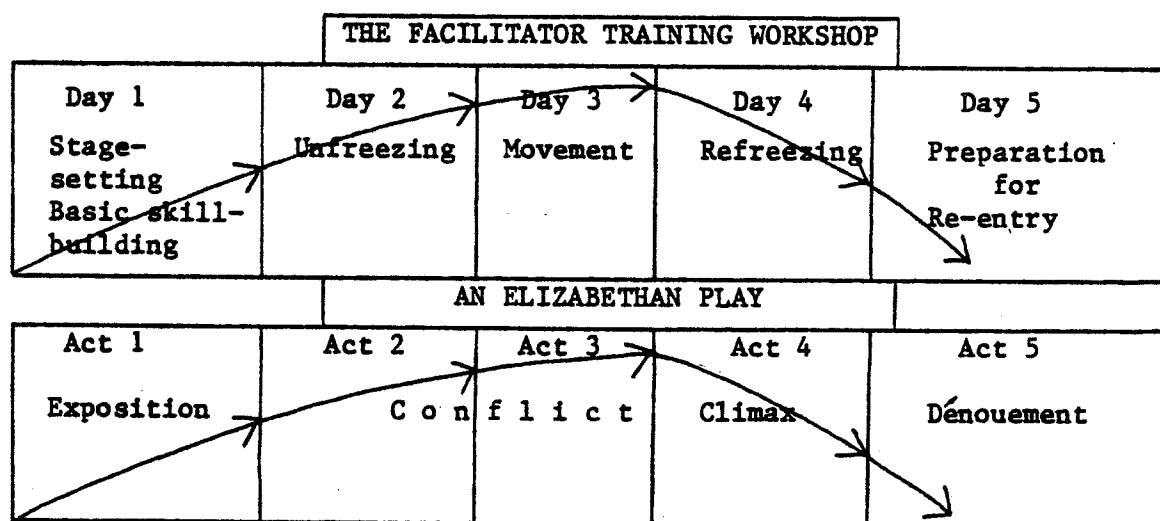 THE FACILITATOR TRAINING WORKSHOP
Day 1
Stage-
setting
Basic skill-
building
Day 2
Unfreezing
Day 3
Movement
Day 4
Refreezing
Day 5
Preparation
for
Re-entry
AN ELIZABETHAN PLAY
Act 1
Exposition
Act 2
Act 3
C o n f l i c t
Act 4
Climax
Act 5
Dénouement